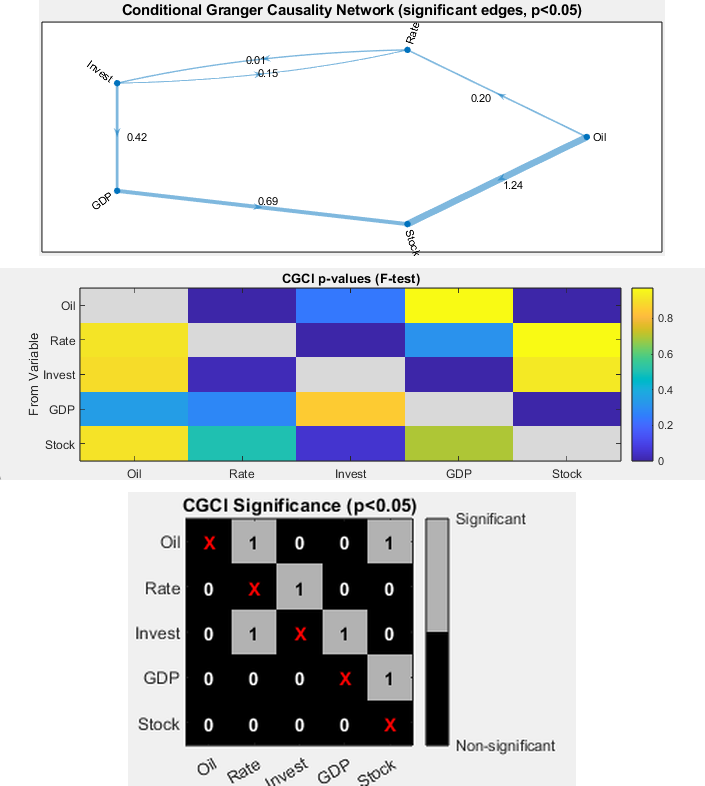 Conditional Granger Causality Network (significant edges, p<0.05)
Rate
Invest
0.01
0.15
0.20
Oil
0.42
1.24
GDP
0.69
Stock
CGCI p-values (F-test)
From Variable
Oil
Rate
Invest
GDP
Stock
Oil Rate Invest GDP Stock
0.8
0.6
0.4
0.2
0
CGCI Significance (p<0.05)
Oil X 1 0 0 1
Rate 0 X 1 0 0
Invest 0 1 X 1 0
GDP 0 0 0 X 1
Stock 0 0 0 0 X
Oil Rate Invest GDP Stock
Significant
Non-significant